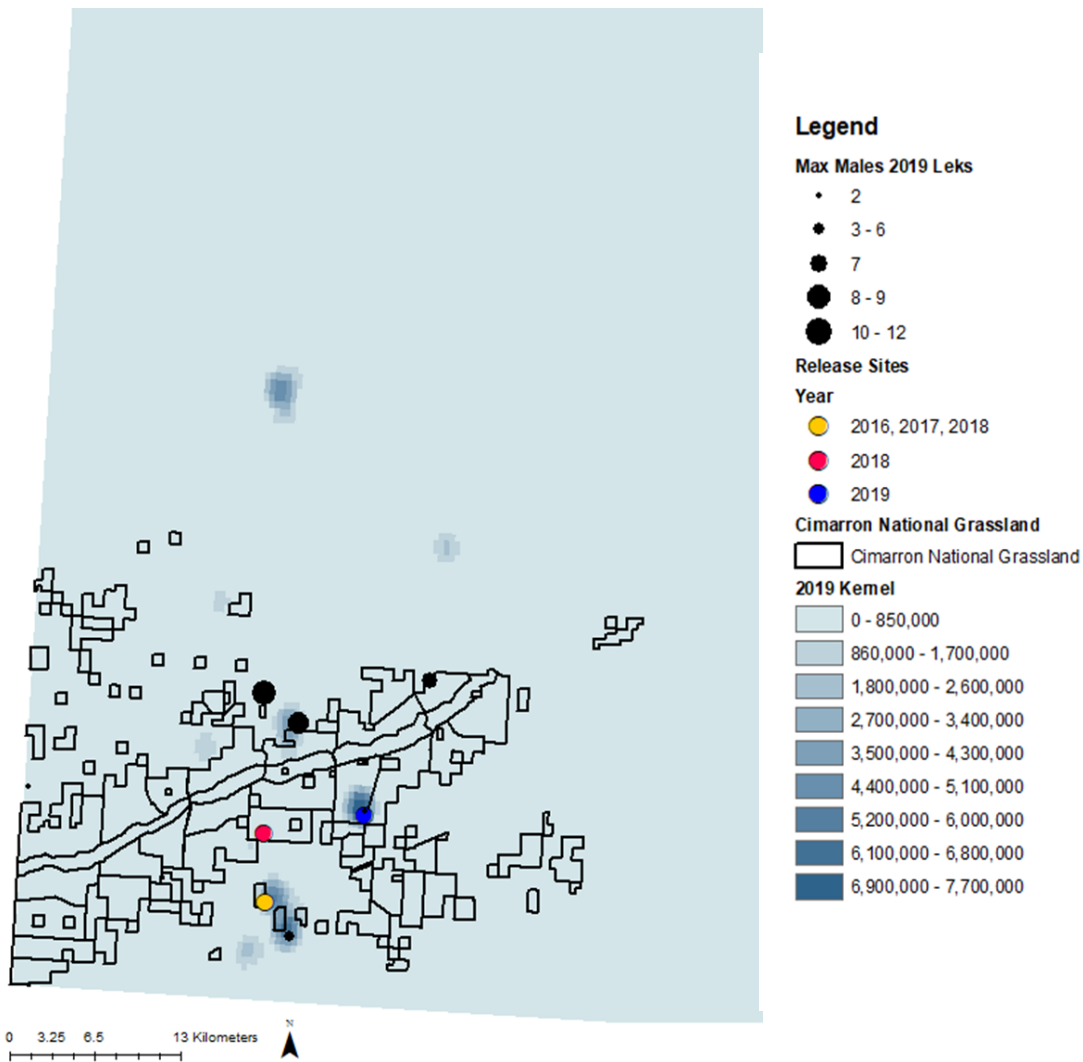 Legend
Max Males 2019 Leks
2
3 - 6
7
8 - 9
10 - 12
Release Sites
Year
2016, 2017, 2018
2018
2019
Cimarron National Grassland
Cimarron National Grassland
2019 Kernel
0 - 850,000
860,000 - 1,700,000
1,800,000 - 2,600,000
2,700,000 - 3,400,000
3,500,000 - 4,300,000
4,400,000 - 5,100,000
5,200,000 - 6,000,000
6,100,000 - 6,800,000
6,900,000 - 7,700,000
N
0 3.25 6.5 13 Kilometers